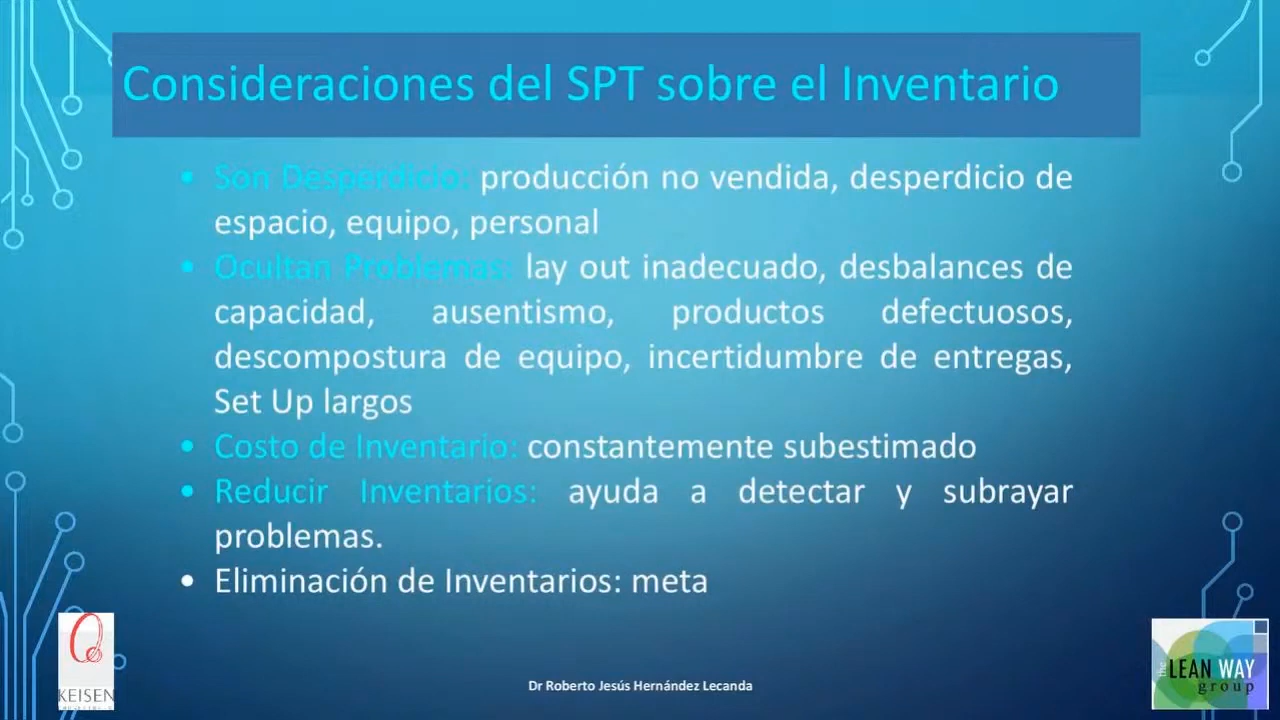 Consideraciones del SPT sobre el Inventario
• Son Desperdicio: producción no vendida, desperdicio de
espacio, equipo, personal
• Ocultan Problemas: lay out inadecuado, desbalances de
capacidad, ausentismo, productos defectuosos,
descompostura de equipo, incertidumbre de entregas,
Set Up largos
• Costo de Inventario: constantemente subestimado
• Reducir Inventarios: ayuda a detectar y subrayar
problemas.
• Eliminación de Inventarios: meta
KEISEN
Dr Roberto Jesús Hernández Lecanda
the LEAN WAY
group